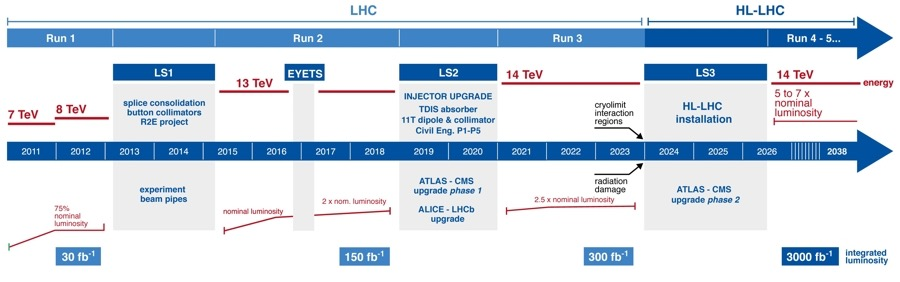 LHC
HL-LHC
Run 1
Run 2
Run 3
Run 4 - 5...
LS1
EYETS
LS2
LS3
7 TeV
8 TeV
13 TeV
14 TeV
14 TeV
energy
splice consolidation
button collimators
R2E project
INJECTOR UPGRADE
TDIS absorber
11T dipole & collimator
Civil Eng. P1-P5
cryolimit
interaction
regions
HL-LHC
installation
5 to 7 x
nominal
luminosity
2011
2012
2013
2014
2015
2016
2017
2018
2019
2020
2021
2022
2023
2024
2025
2026
2038
75%
nominal
luminosity
experiment
beam pipes
nominal luminosity
2 x nom. luminosity
ATLAS - CMS
upgrade phase 1
ALICE - LHCb
upgrade
2.5 x nominal luminosity
radiation
damage
ATLAS - CMS
upgrade phase 2
30 fb-1
150 fb-1
300 fb-1
3000 fb-1
integrated
luminosity